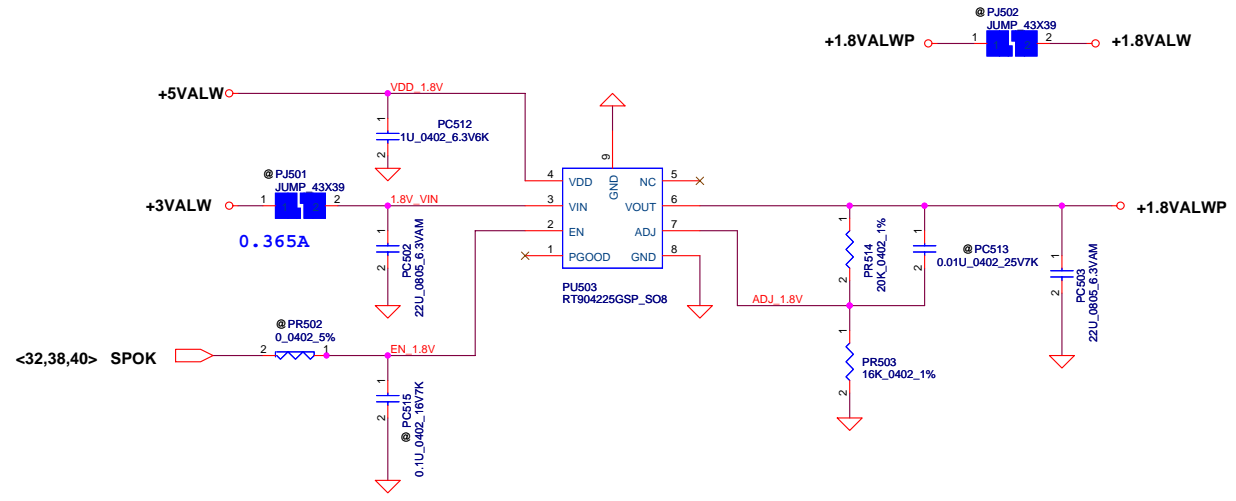 @ PJ502
JUMP_43X39
+1.8VALWP 1 1 2 2 +1.8VALW
+5VALW
VDD_1.8V
1
PC512
1U_0402_6.3V6K
2
@ PJ501
JUMP_43X39
+3VALW 1 1 2 2
1.8V_VIN
0.365A
1
PC502
22U_0805_6.3VAM
2
9
GND
4 VDD
3 VIN
2 EN
1 PGOOD
NC 5
VOUT 6
ADJ 7
GND 8
PU503
RT904225GSP_SO8
+1.8VALWP
1
PR514
20K_0402_1%
2
1
@ PC513
0.01U_0402_25V7K
2
1
PC503
22U_0805_6.3VAM
2
ADJ_1.8V
1
PR503
16K_0402_1%
2
@ PR502
0_0402_5%
<32,38,40> SPOK 2 1
EN_1.8V
1
@ PC515
0.1U_0402_16V7K
2